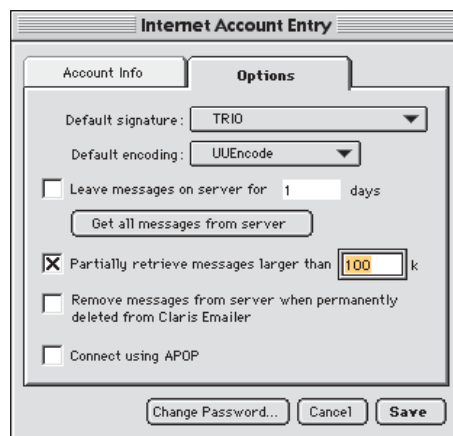 Internet Account Entry
Account Info
Options
Default signature: TRIO
Default encoding: UUEncode
Leave messages on server for 1 days
Get all messages from server
Partially retrieve messages larger than 100 k
Remove messages from server when permanently
deleted from Claris Emailer
Connect using APOP
Change Password... Cancel Save